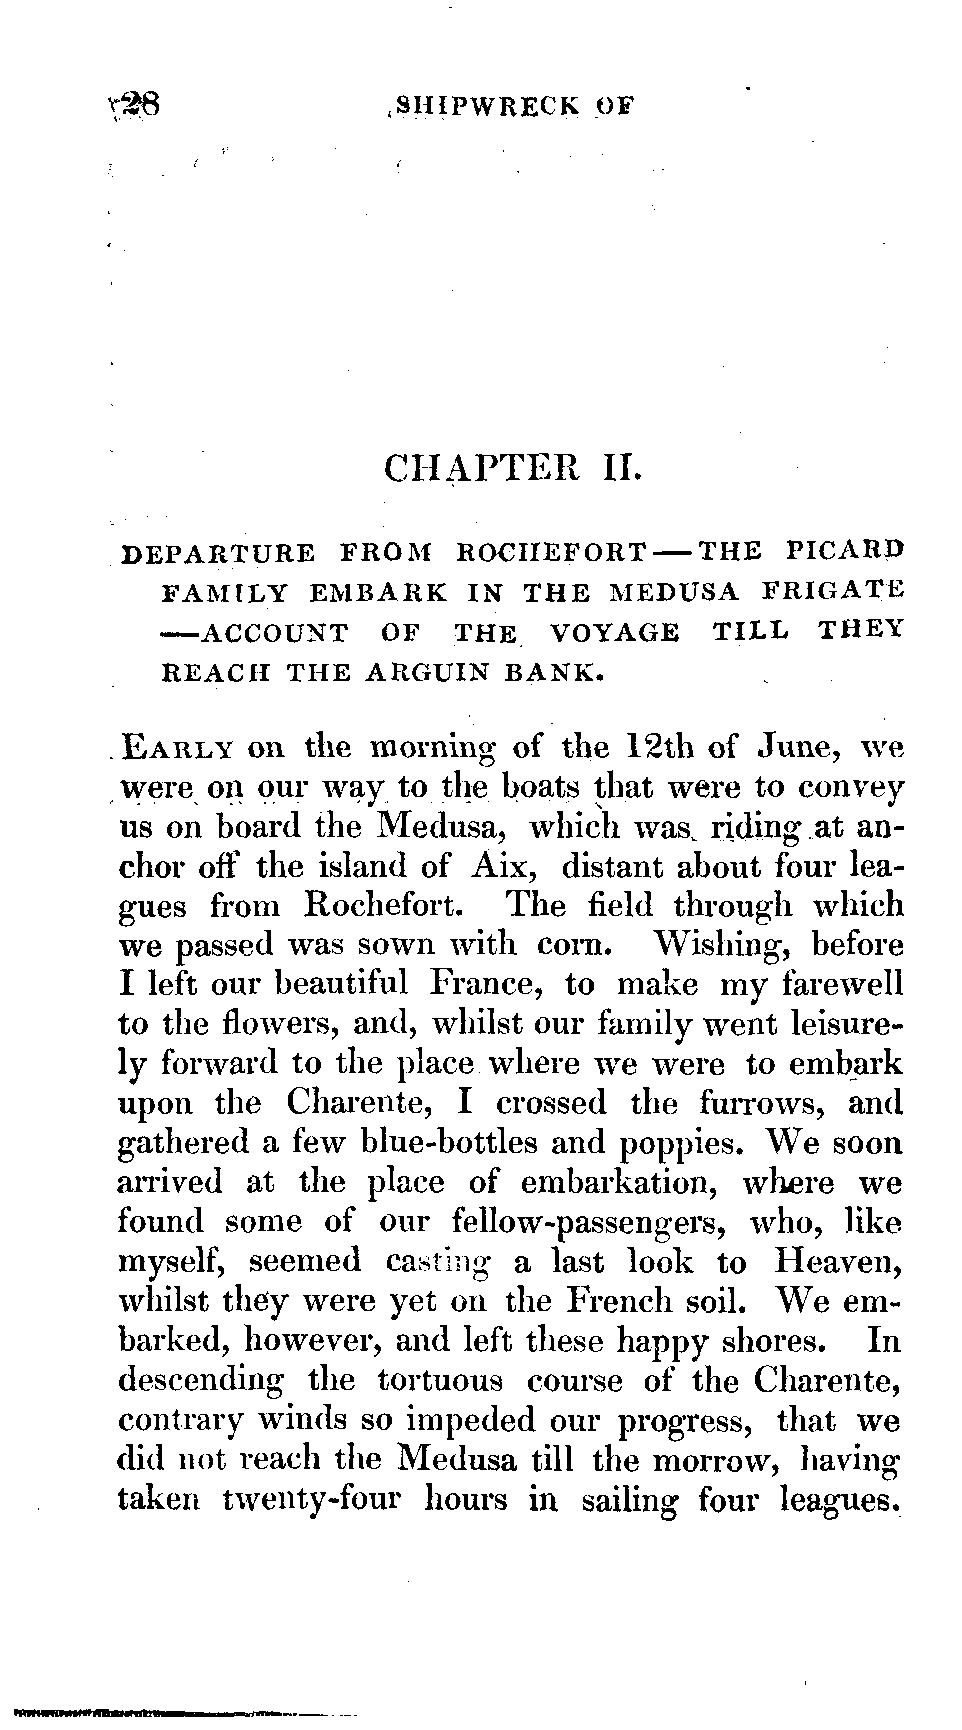 28 SHIPWRECK OF
CHAPTER II.
DEPARTURE FROM ROCHEFORT—THE PICARD
FAMILY EMBARK IN THE MEDUSA FRIGATE
—ACCOUNT OF THE VOYAGE TILL THEY
REACH THE ARGUIN BANK.
EARLY on the morning of the 12th of June, we
were on our way to the boats that were to convey
us on board the Medusa, which was riding at an-
chor off the island of Aix, distant about four lea-
gues from Rochefort. The field through which
we passed was sown with corn. Wishing, before
I left our beautiful France, to make my farewell
to the flowers, and, whilst our family went leisure-
ly forward to the place where we were to embark
upon the Charente, I crossed the furrows, and
gathered a few blue-bottles and poppies. We soon
arrived at the place of embarkation, where we
found some of our fellow-passengers, who, like
myself, seemed casting a last look to Heaven,
whilst they were yet on the French soil. We em-
barked, however, and left these happy shores. In
descending the tortuous course of the Charente,
contrary winds so impeded our progress, that we
did not reach the Medusa till the morrow, having
taken twenty-four hours in sailing four leagues.